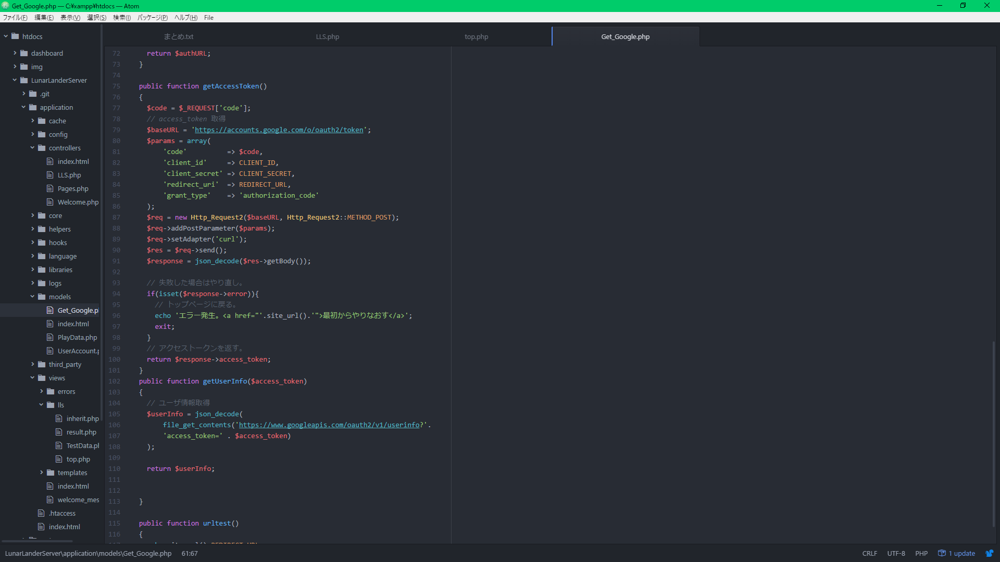 Get_Google.php — C:¥xampp¥htdocs — Atom
ファイル(F) 編集(E) 表示(V) 選択(S) 検索(I) パッケージ(P) ヘルプ(H) File
htdocs
dashboard
img
LunarLanderServer
.git
application
cache
config
controllers
index.html
LLS.php
Pages.php
Welcome.php
core
helpers
hooks
language
libraries
logs
models
Get_Google.p
index.html
PlayData.php
UserAccount.p
third_party
views
errors
lls
inherit.php
result.php
TestData.p
top.php
templates
index.html
welcome_mes
.htaccess
index.html
まとめ.txt LLS.php top.php Get_Google.php
72 return $authURL;
73 }
74
75 public function getAccessToken()
76 {
77 $code = $_REQUEST['code'];
78 // access_token 取得
79 $baseURL = 'https://accounts.google.com/o/oauth2/token';
80 $params = array(
81 'code' => $code,
82 'client_id' => CLIENT_ID,
83 'client_secret' => CLIENT_SECRET,
84 'redirect_uri' => REDIRECT_URL,
85 'grant_type' => 'authorization_code'
86 );
87 $req = new Http_Request2($baseURL, Http_Request2::METHOD_POST);
88 $req->addPostParameter($params);
89 $req->setAdapter('curl');
90 $res = $req->send();
91 $response = json_decode($res->getBody());
92
93 // 失敗した場合はやり直し。
94 if(isset($response->error)){
95 // トップページに戻る。
96 echo 'エラー発生。<a href="'.site_url().'">最初からやりなおす</a>';
97 exit;
98 }
99 // アクセストークンを返す。
100 return $response->access_token;
101 }
102 public function getUserInfo($access_token)
103 {
104 // ユーザ情報取得
105 $userInfo = json_decode(
106 file_get_contents('https://www.googleapis.com/oauth2/v1/userinfo?'.
107 'access_token=' . $access_token)
108 );
109
110 return $userInfo;
111
112
113 }
114
115 public function urltest()
116 {
LunarLanderServer\application\models\Get_Google.php 61:67
CRLF UTF-8 PHP 1 update